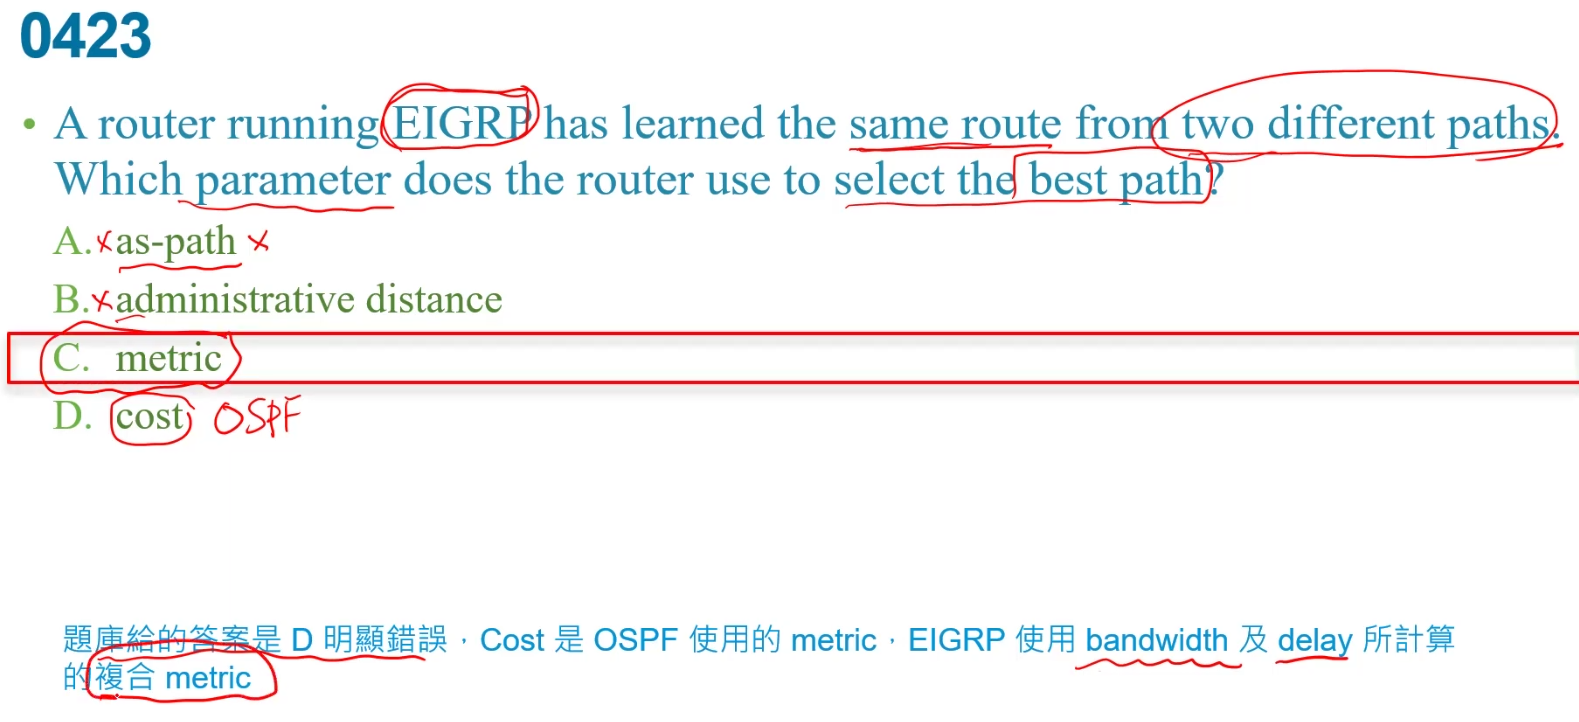 0423
• A router running EIGRP has learned the same route from two different paths.
Which parameter does the router use to select the best path?
A. × as-path ×
B. × administrative distance
C. metric
D. cost OSPF
題庫給的答案是 D 明顯錯誤，Cost 是 OSPF 使用的 metric，EIGRP 使用 bandwidth 及 delay 所計算
的複合 metric